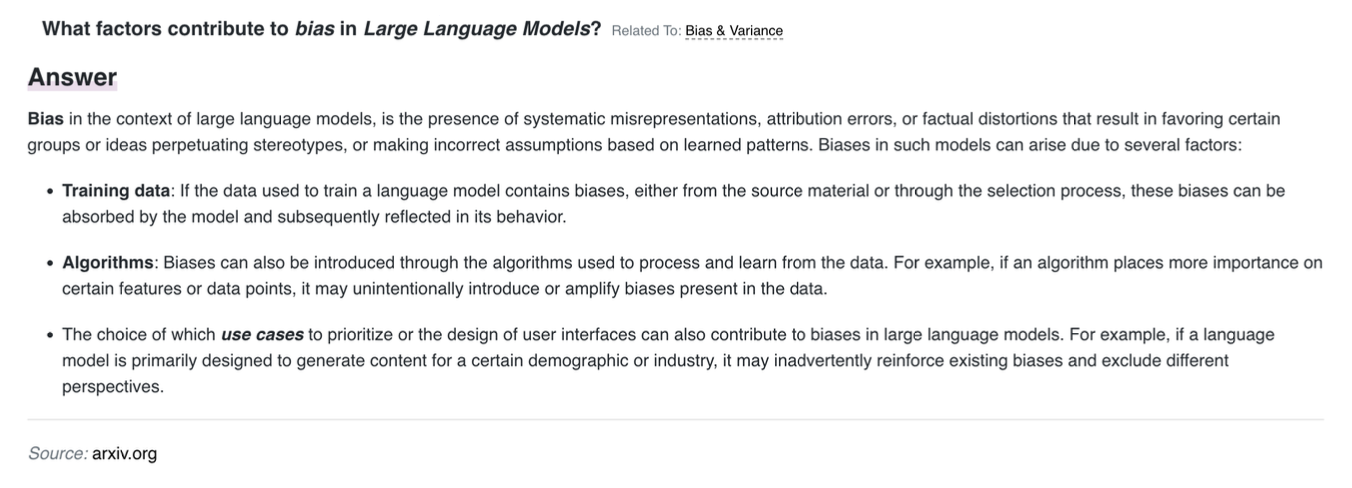 What factors contribute to bias in Large Language Models? Related To: Bias & Variance
Answer
Bias in the context of large language models, is the presence of systematic misrepresentations, attribution errors, or factual distortions that result in favoring certain
groups or ideas perpetuating stereotypes, or making incorrect assumptions based on learned patterns. Biases in such models can arise due to several factors:
• Training data: If the data used to train a language model contains biases, either from the source material or through the selection process, these biases can be
absorbed by the model and subsequently reflected in its behavior.
• Algorithms: Biases can also be introduced through the algorithms used to process and learn from the data. For example, if an algorithm places more importance on
certain features or data points, it may unintentionally introduce or amplify biases present in the data.
• The choice of which use cases to prioritize or the design of user interfaces can also contribute to biases in large language models. For example, if a language
model is primarily designed to generate content for a certain demographic or industry, it may inadvertently reinforce existing biases and exclude different
perspectives.
Source: arxiv.org